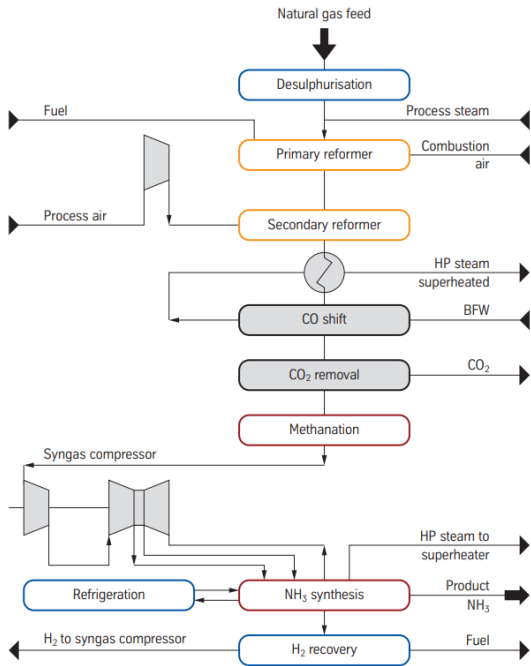 Natural gas feed
Desulphurisation
Fuel
Process steam
Primary reformer
Combustion
air
Process air
Secondary reformer
HP steam
superheated
CO shift
BFW
CO₂ removal
CO₂
Methanation
Syngas compressor
HP steam to
superheater
Refrigeration
NH₃ synthesis
Product
NH₃
H₂ to syngas compressor
H₂ recovery
Fuel